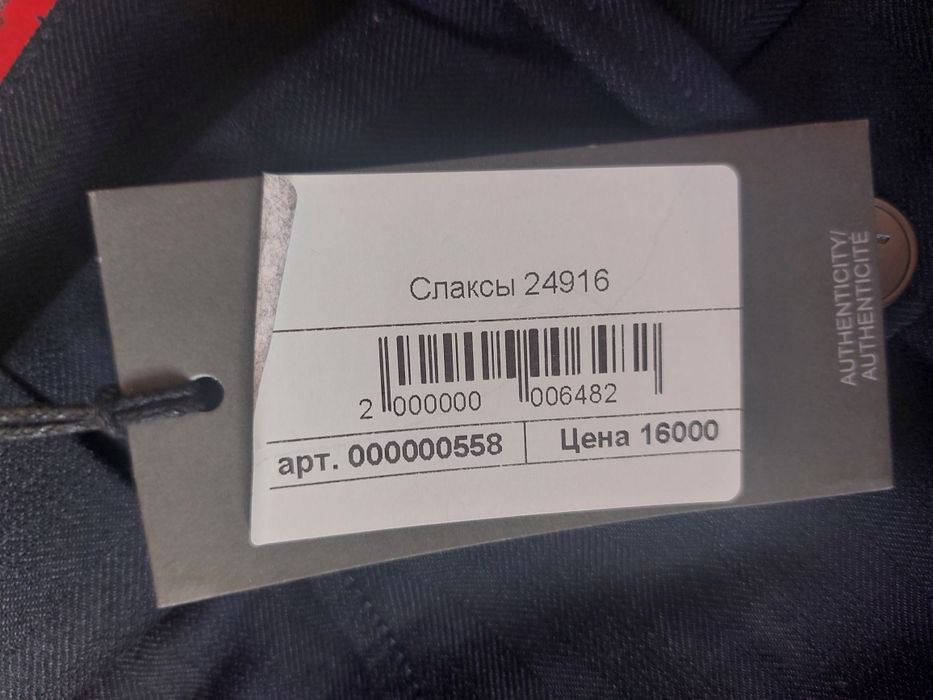 Слаксы 24916
2 000000 006482
арт. 000000558 Цена 16000
AUTHENTICITY/
AUTHENTICITÉ